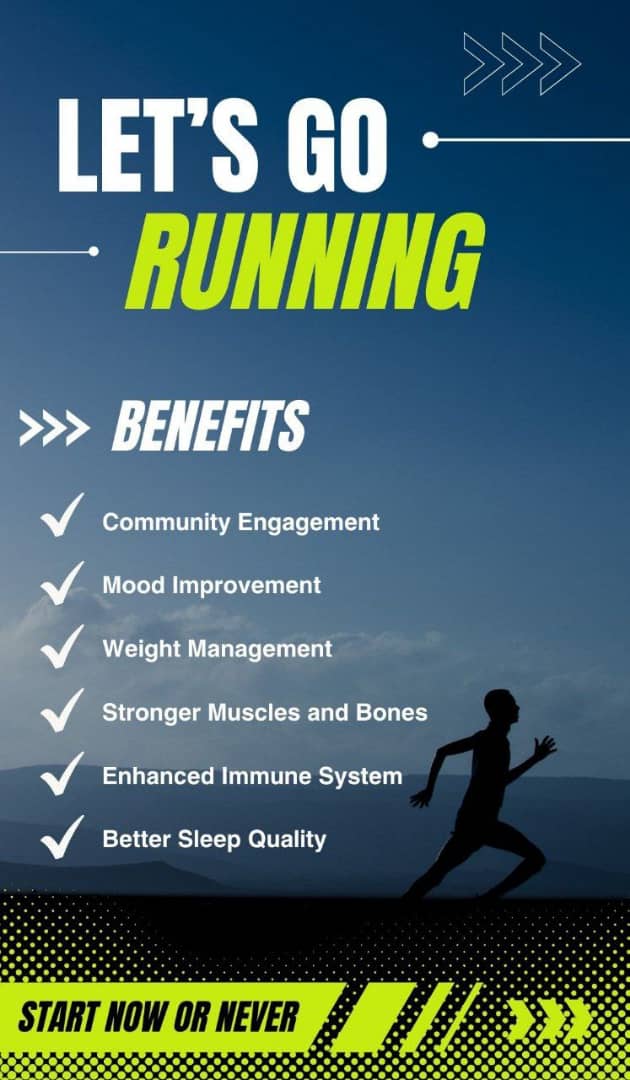 LET’S GO
RUNNING
BENEFITS
Community Engagement
Mood Improvement
Weight Management
Stronger Muscles and Bones
Enhanced Immune System
Better Sleep Quality
START NOW OR NEVER